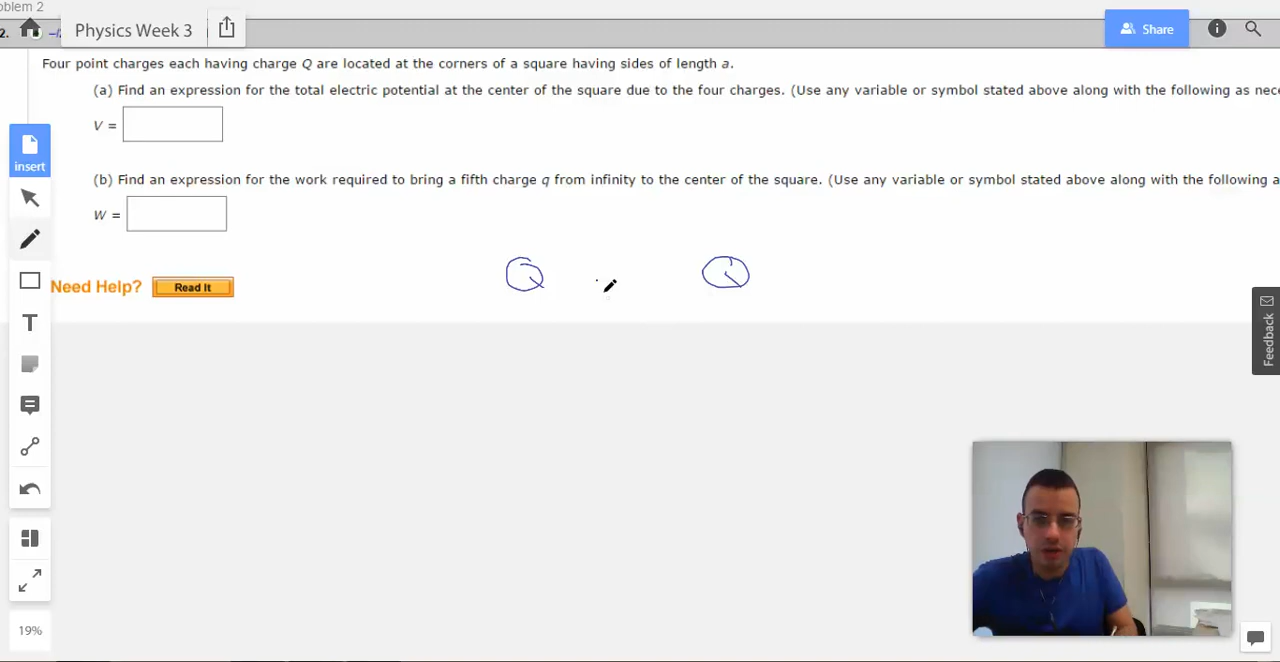 oblem 2
2.
Physics Week 3
Share
Four point charges each having charge Q are located at the corners of a square having sides of length a.
(a) Find an expression for the total electric potential at the center of the square due to the four charges. (Use any variable or symbol stated above along with the following as nece
V =
insert
(b) Find an expression for the work required to bring a fifth charge q from infinity to the center of the square. (Use any variable or symbol stated above along with the following a
W =
Q Q
Need Help? Read It
T
Feedback
19%